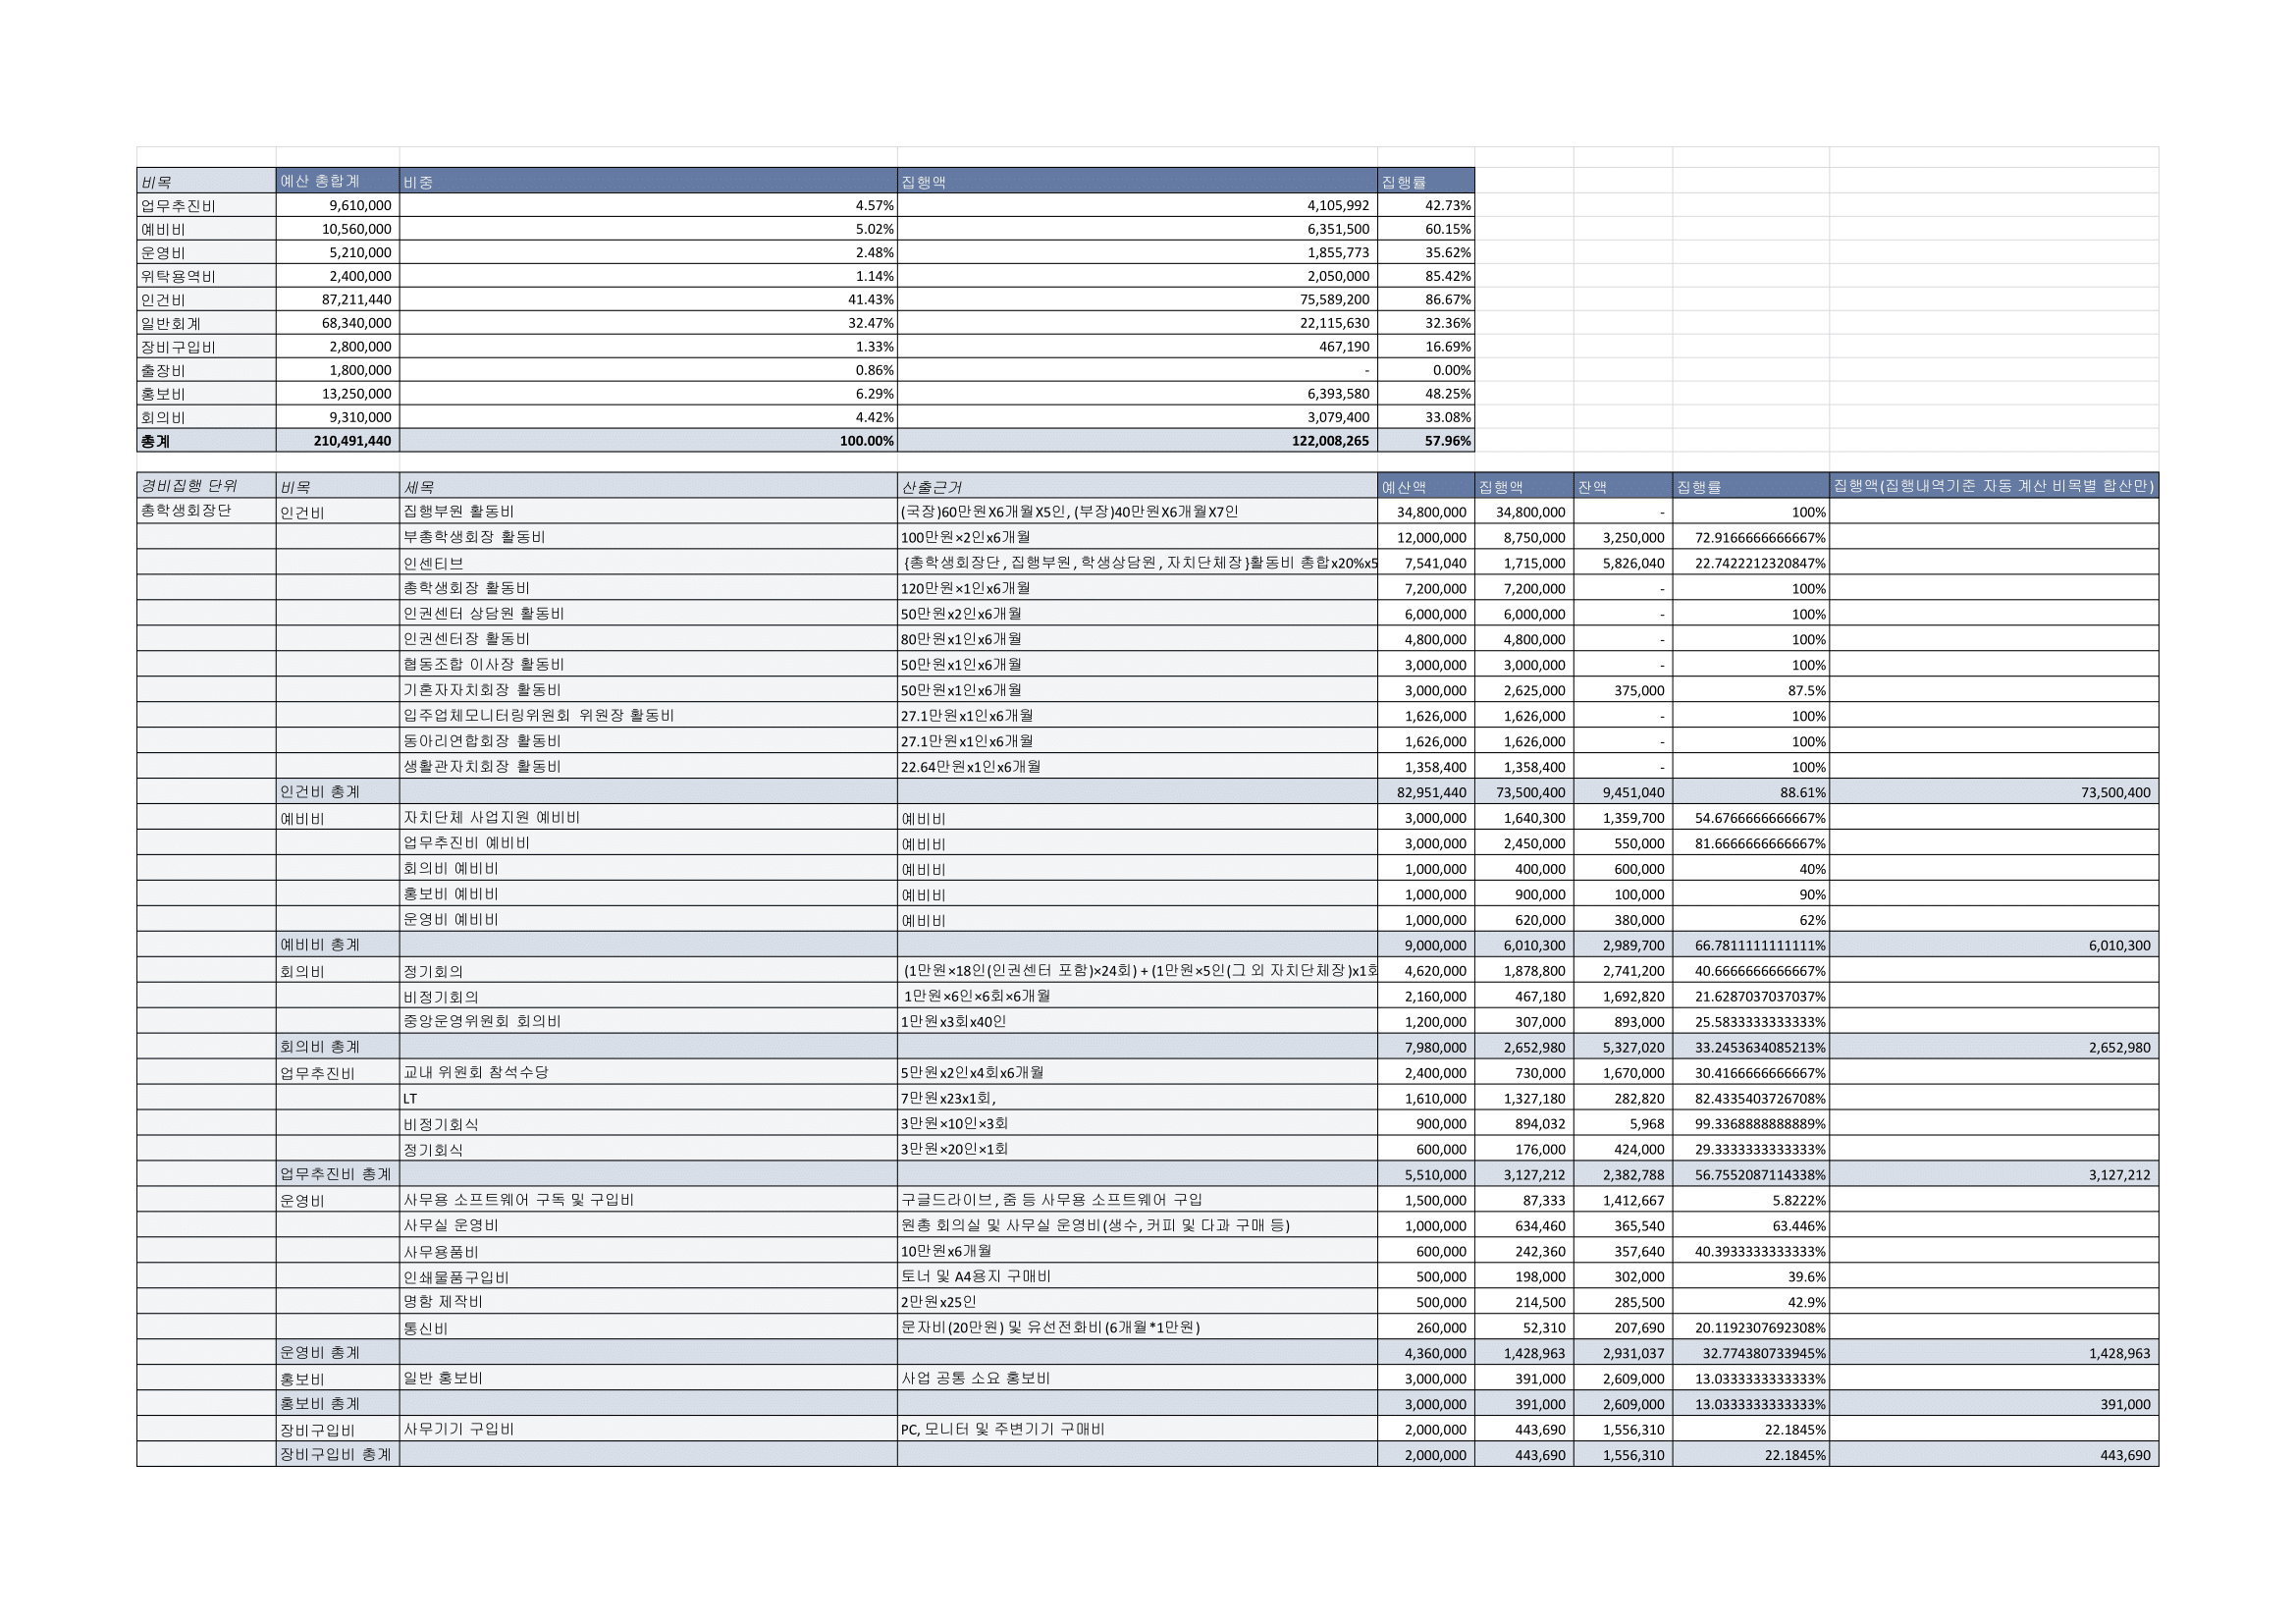 비목 예산 총합계 비중 집행액 집행률
업무추진비 9,610,000 4.57% 4,105,992 42.73%
예비비 10,560,000 5.02% 6,351,500 60.15%
운영비 5,210,000 2.48% 1,855,773 35.62%
위탁용역비 2,400,000 1.14% 2,050,000 85.42%
인건비 87,211,440 41.43% 75,589,200 86.67%
일반회계 68,340,000 32.47% 22,115,630 32.36%
장비구입비 2,800,000 1.33% 467,190 16.69%
출장비 1,800,000 0.86% - 0.00%
홍보비 13,250,000 6.29% 6,393,580 48.25%
회의비 9,310,000 4.42% 3,079,400 33.08%
총계 210,491,440 100.00% 122,008,265 57.96%
경비집행 단위 비목 세목 산출근거 예산액 집행액 잔액 집행률 집행액(집행내역기준 자동 계산 비목별 합산만)
총학생회장단 인건비 집행부원 활동비 (국장)60만원X6개월X5인, (부장)40만원X6개월X7인 34,800,000 34,800,000 - 100%
부총학생회장 활동비 100만원×2인x6개월 12,000,000 8,750,000 3,250,000 72.9166666666667%
인센티브 {총학생회장단, 집행부원, 학생상담원, 자치단체장}활동비 총합x20%x5 7,541,040 1,715,000 5,826,040 22.7422212320847%
총학생회장 활동비 120만원×1인x6개월 7,200,000 7,200,000 - 100%
인권센터 상담원 활동비 50만원x2인x6개월 6,000,000 6,000,000 - 100%
인권센터장 활동비 80만원x1인x6개월 4,800,000 4,800,000 - 100%
협동조합 이사장 활동비 50만원x1인x6개월 3,000,000 3,000,000 - 100%
기혼자자치회장 활동비 50만원x1인x6개월 3,000,000 2,625,000 375,000 87.5%
입주업체모니터링위원회 위원장 활동비 27.1만원x1인x6개월 1,626,000 1,626,000 - 100%
동아리연합회장 활동비 27.1만원x1인x6개월 1,626,000 1,626,000 - 100%
생활관자치회장 활동비 22.64만원x1인x6개월 1,358,400 1,358,400 - 100%
인건비 총계 82,951,440 73,500,400 9,451,040 88.61% 73,500,400
예비비 자치단체 사업지원 예비비 예비비 3,000,000 1,640,300 1,359,700 54.6766666666667%
업무추진비 예비비 예비비 3,000,000 2,450,000 550,000 81.6666666666667%
회의비 예비비 예비비 1,000,000 400,000 600,000 40%
홍보비 예비비 예비비 1,000,000 900,000 100,000 90%
운영비 예비비 예비비 1,000,000 620,000 380,000 62%
예비비 총계 9,000,000 6,010,300 2,989,700 66.7811111111111% 6,010,300
회의비 정기회의 (1만원×18인(인권센터 포함)×24회) + (1만원×5인(그 외 자치단체장)x1회 4,620,000 1,878,800 2,741,200 40.6666666666667%
비정기회의 1만원×6인×6회×6개월 2,160,000 467,180 1,692,820 21.6287037037037%
중앙운영위원회 회의비 1만원x3회x40인 1,200,000 307,000 893,000 25.5833333333333%
회의비 총계 7,980,000 2,652,980 5,327,020 33.2453634085213% 2,652,980
업무추진비 교내 위원회 참석수당 5만원x2인x4회x6개월 2,400,000 730,000 1,670,000 30.4166666666667%
LT 7만원x23x1회, 1,610,000 1,327,180 282,820 82.4335403726708%
비정기회식 3만원×10인×3회 900,000 894,032 5,968 99.3368888888889%
정기회식 3만원×20인×1회 600,000 176,000 424,000 29.3333333333333%
업무추진비 총계 5,510,000 3,127,212 2,382,788 56.7552087114338% 3,127,212
운영비 사무용 소프트웨어 구독 및 구입비 구글드라이브, 줌 등 사무용 소프트웨어 구입 1,500,000 87,333 1,412,667 5.8222%
사무실 운영비 원총 회의실 및 사무실 운영비(생수, 커피 및 다과 구매 등) 1,000,000 634,460 365,540 63.446%
사무용품비 10만원x6개월 600,000 242,360 357,640 40.3933333333333%
인쇄물품구입비 토너 및 A4용지 구매비 500,000 198,000 302,000 39.6%
명함 제작비 2만원x25인 500,000 214,500 285,500 42.9%
통신비 문자비(20만원) 및 유선전화비(6개월*1만원) 260,000 52,310 207,690 20.1192307692308%
운영비 총계 4,360,000 1,428,963 2,931,037 32.774380733945% 1,428,963
홍보비 일반 홍보비 사업 공통 소요 홍보비 3,000,000 391,000 2,609,000 13.0333333333333%
홍보비 총계 3,000,000 391,000 2,609,000 13.0333333333333% 391,000
장비구입비 사무기기 구입비 PC, 모니터 및 주변기기 구매비 2,000,000 443,690 1,556,310 22.1845%
장비구입비 총계 2,000,000 443,690 1,556,310 22.1845% 443,690